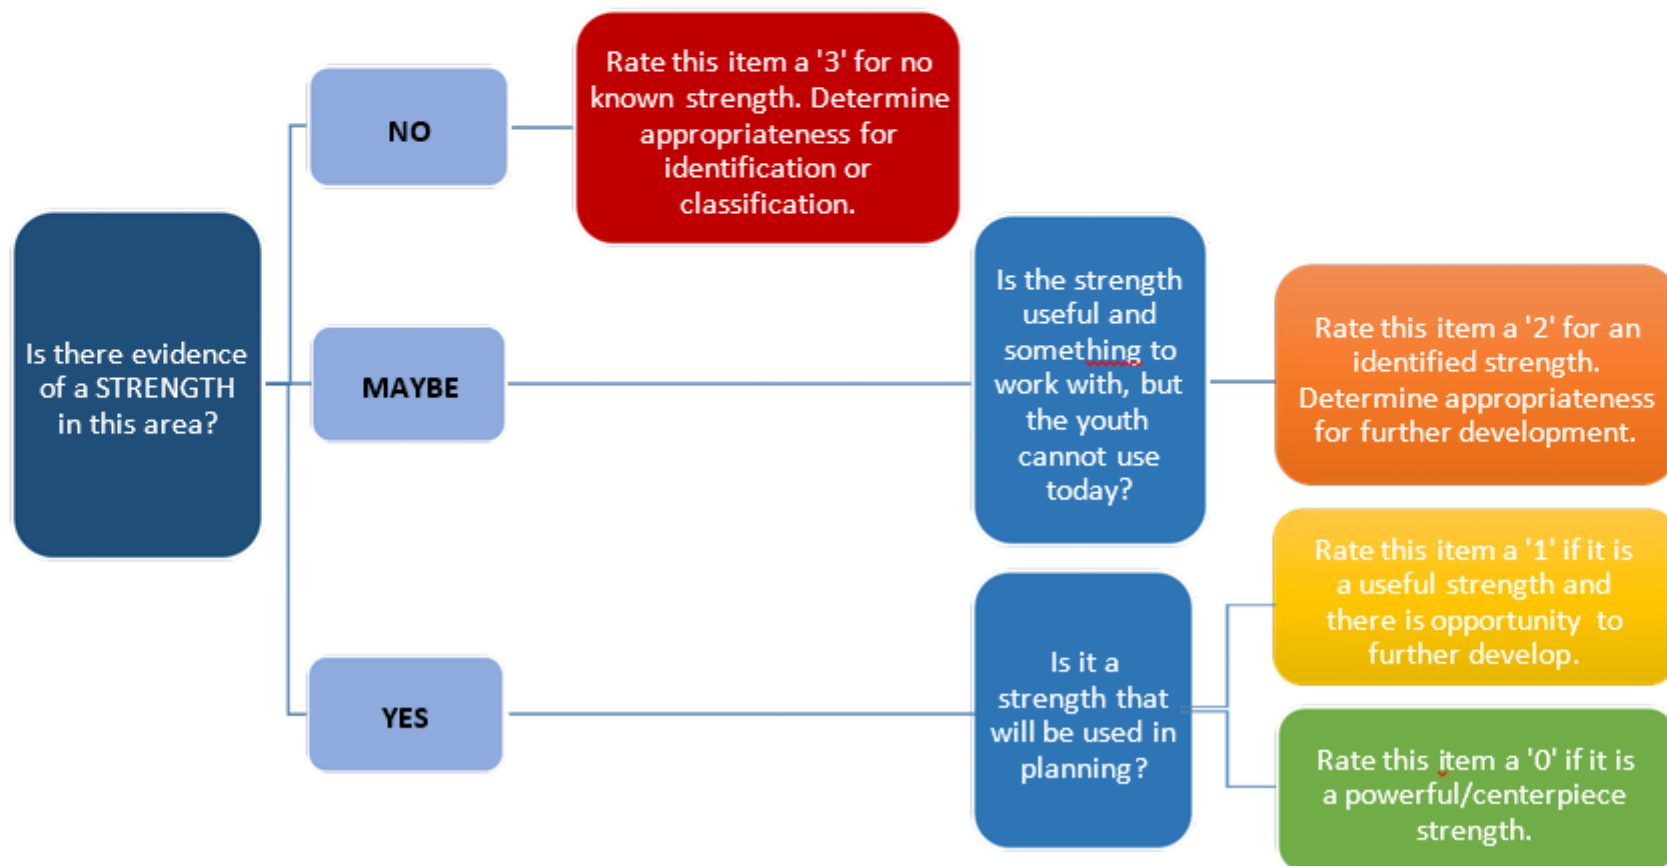 Is there evidence
of a STRENGTH
in this area?
NO
Rate this item a '3' for no
known strength. Determine
appropriateness for
identification or
classification.
MAYBE
Is the strength
useful and
something to
work with, but
the youth
cannot use
today?
Rate this item a '2' for an
identified strength.
Determine appropriateness
for further development.
YES
Is it a
strength that
will be used in
planning?
Rate this item a '1' if it is
a useful strength and
there is opportunity to
further develop.
Rate this item a '0' if it is
a powerful/centerpiece
strength.